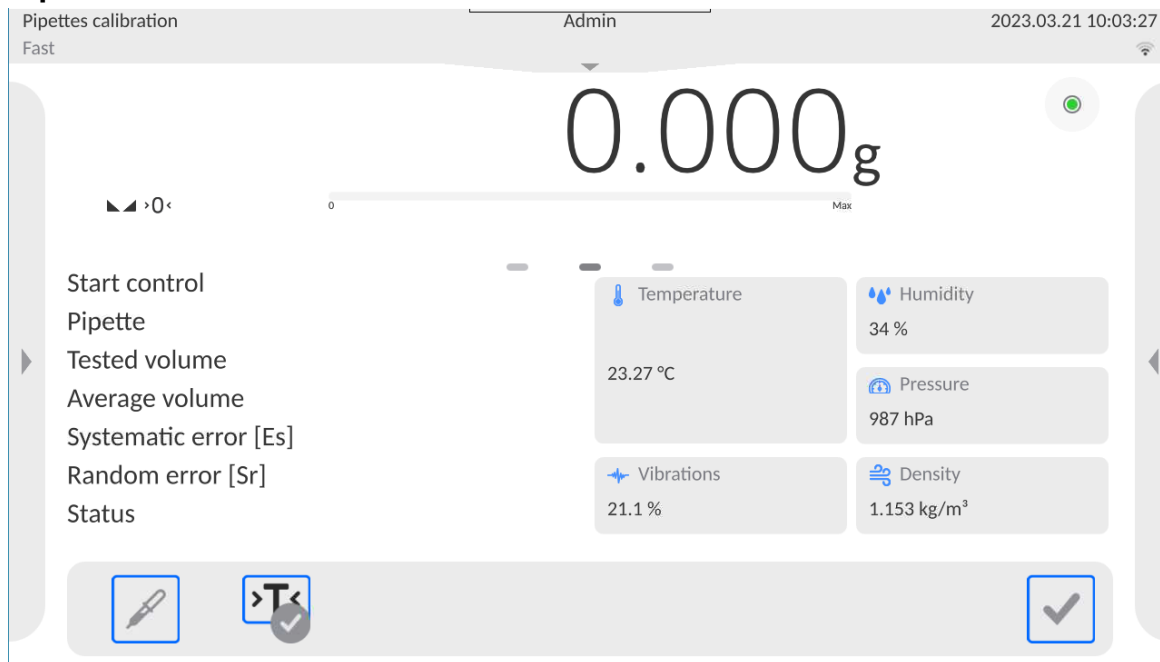 Pipettes calibration
Admin
2023.03.21 10:03:27
Fast
0.000g
›0‹
0
Max
Start control
Pipette
Tested volume
Average volume
Systematic error [Es]
Random error [Sr]
Status
Temperature
23.27 °C
Humidity
34 %
Pressure
987 hPa
Vibrations
21.1 %
Density
1.153 kg/m³
>T<